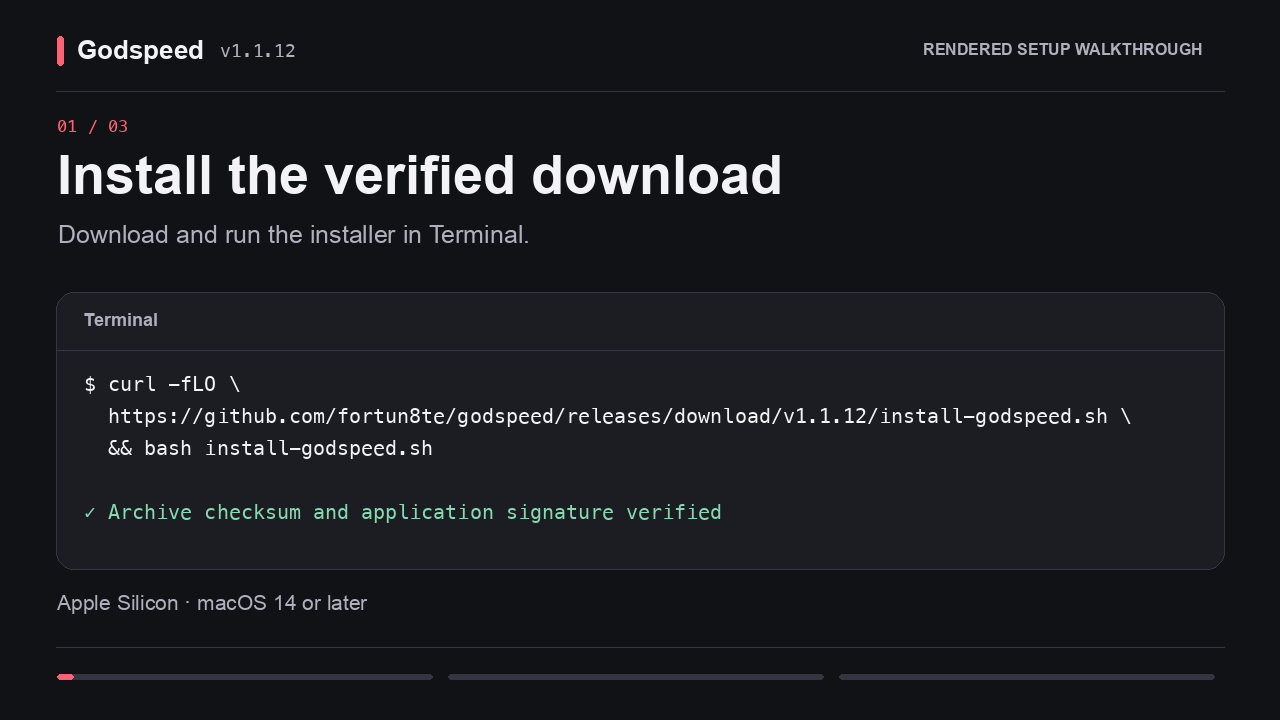 Godspeed v1.1.12
RENDERED SETUP WALKTHROUGH
01 / 03
Install the verified download
Download and run the installer in Terminal.
Terminal
$ curl -fLO \
https://github.com/fortun8te/godspeed/releases/download/v1.1.12/install-godspeed.sh \
&& bash install-godspeed.sh
✓ Archive checksum and application signature verified
Apple Silicon · macOS 14 or later